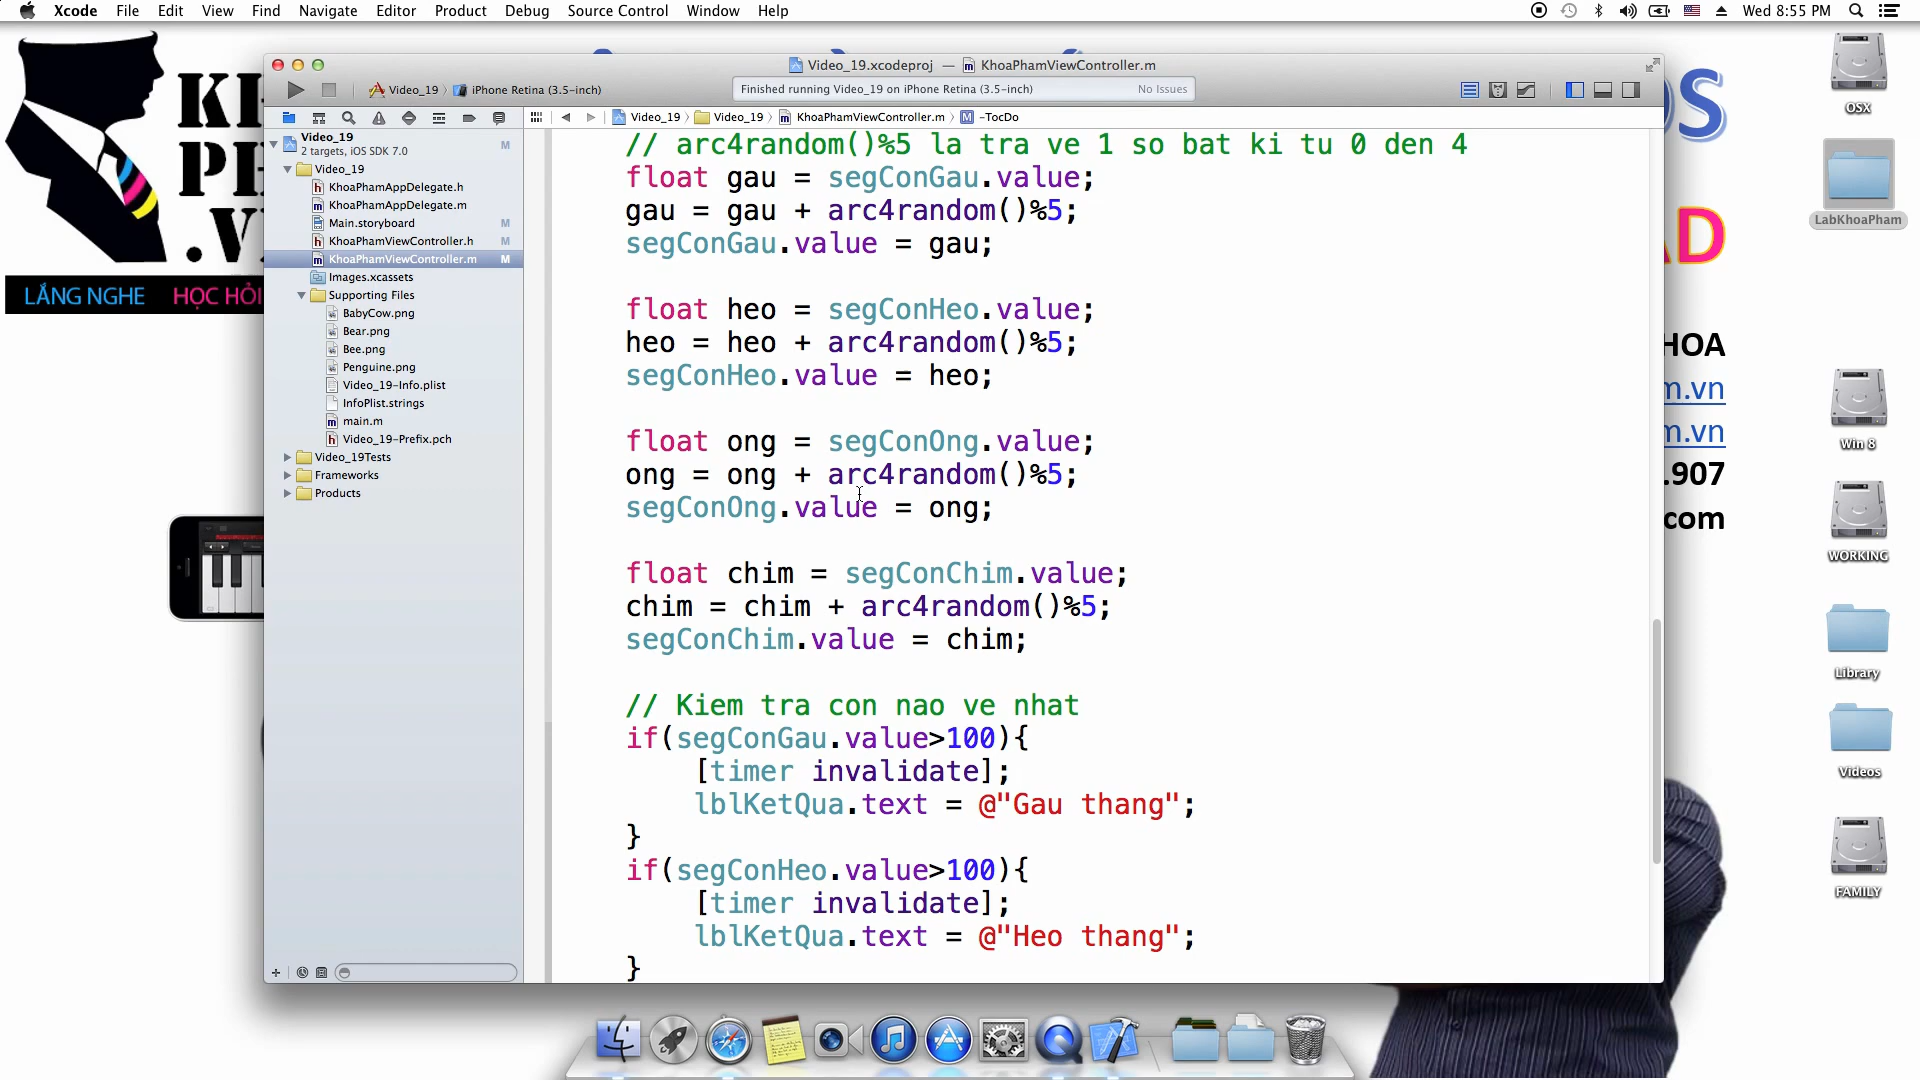 Xcode File Edit View Find Navigate Editor Product Debug Source Control Window Help
Wed 8:55 PM
Video_19.xcodeproj — KhoaPhamViewController.m
Video_19 〉 iPhone Retina (3.5-inch)
Finished running Video_19 on iPhone Retina (3.5-inch) No Issues
Video_19 〉 Video_19 〉 KhoaPhamViewController.m 〉 M -TocDo
Video_19 M
2 targets, iOS SDK 7.0
Video_19
KhoaPhamAppDelegate.h
KhoaPhamAppDelegate.m
Main.storyboard M
KhoaPhamViewController.h M
KhoaPhamViewController.m M
Images.xcassets
Supporting Files
BabyCow.png
Bear.png
Bee.png
Penguine.png
Video_19-Info.plist
InfoPlist.strings
main.m
Video_19-Prefix.pch
Video_19Tests
Frameworks
Products
// arc4random()%5 la tra ve 1 so bat ki tu 0 den 4
float gau = segConGau.value;
gau = gau + arc4random()%5;
segConGau.value = gau;
float heo = segConHeo.value;
heo = heo + arc4random()%5;
segConHeo.value = heo;
float ong = segConOng.value;
ong = ong + arc4random()%5;
segConOng.value = ong;
float chim = segConChim.value;
chim = chim + arc4random()%5;
segConChim.value = chim;
// Kiem tra con nao ve nhat
if(segConGau.value>100){
[timer invalidate];
lblKetQua.text = @"Gau thang";
}
if(segConHeo.value>100){
[timer invalidate];
lblKetQua.text = @"Heo thang";
}
LẮNG NGHE HỌC HỎI
HOA
m.vn
m.vn
.907
com
OSX
LabKhoaPham
Win 8
WORKING
Library
Videos
FAMILY